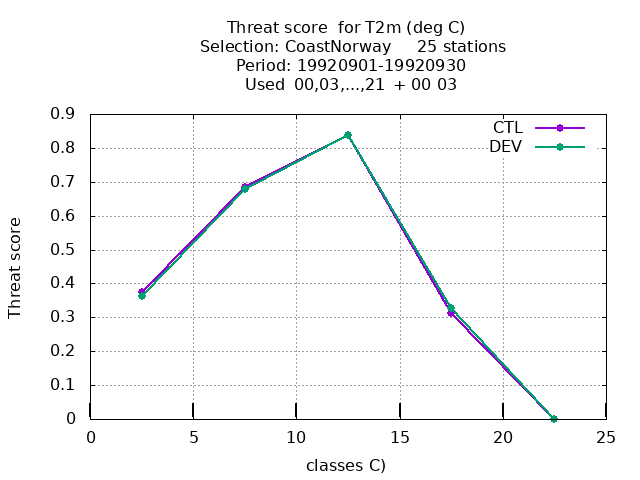 Threat score  for T2m (deg C)
Selection: CoastNorway     25 stations
Period: 19920901-19920930
Used  00,03,...,21  + 00 03
CTL
DEV
Threat score
0.9
0.8
0.7
0.6
0.5
0.4
0.3
0.2
0.1
0
0 5 10 15 20 25
classes C)